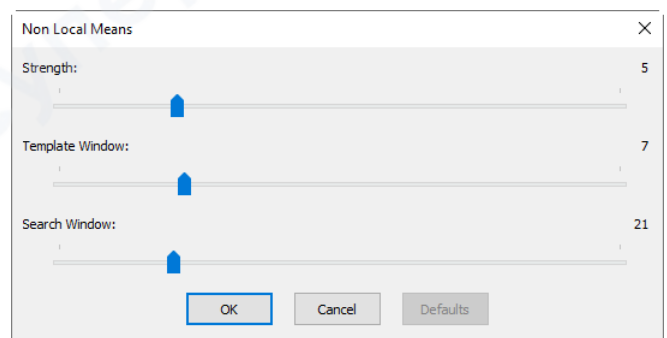 Non Local Means
Strength: 5
Template Window: 7
Search Window: 21
OK Cancel Defaults